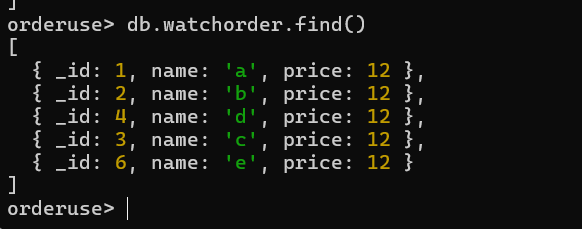 ]
orderuse> db.watchorder.find()
[
  { _id: 1, name: 'a', price: 12 },
  { _id: 2, name: 'b', price: 12 },
  { _id: 4, name: 'd', price: 12 },
  { _id: 3, name: 'c', price: 12 },
  { _id: 6, name: 'e', price: 12 }
]
orderuse>